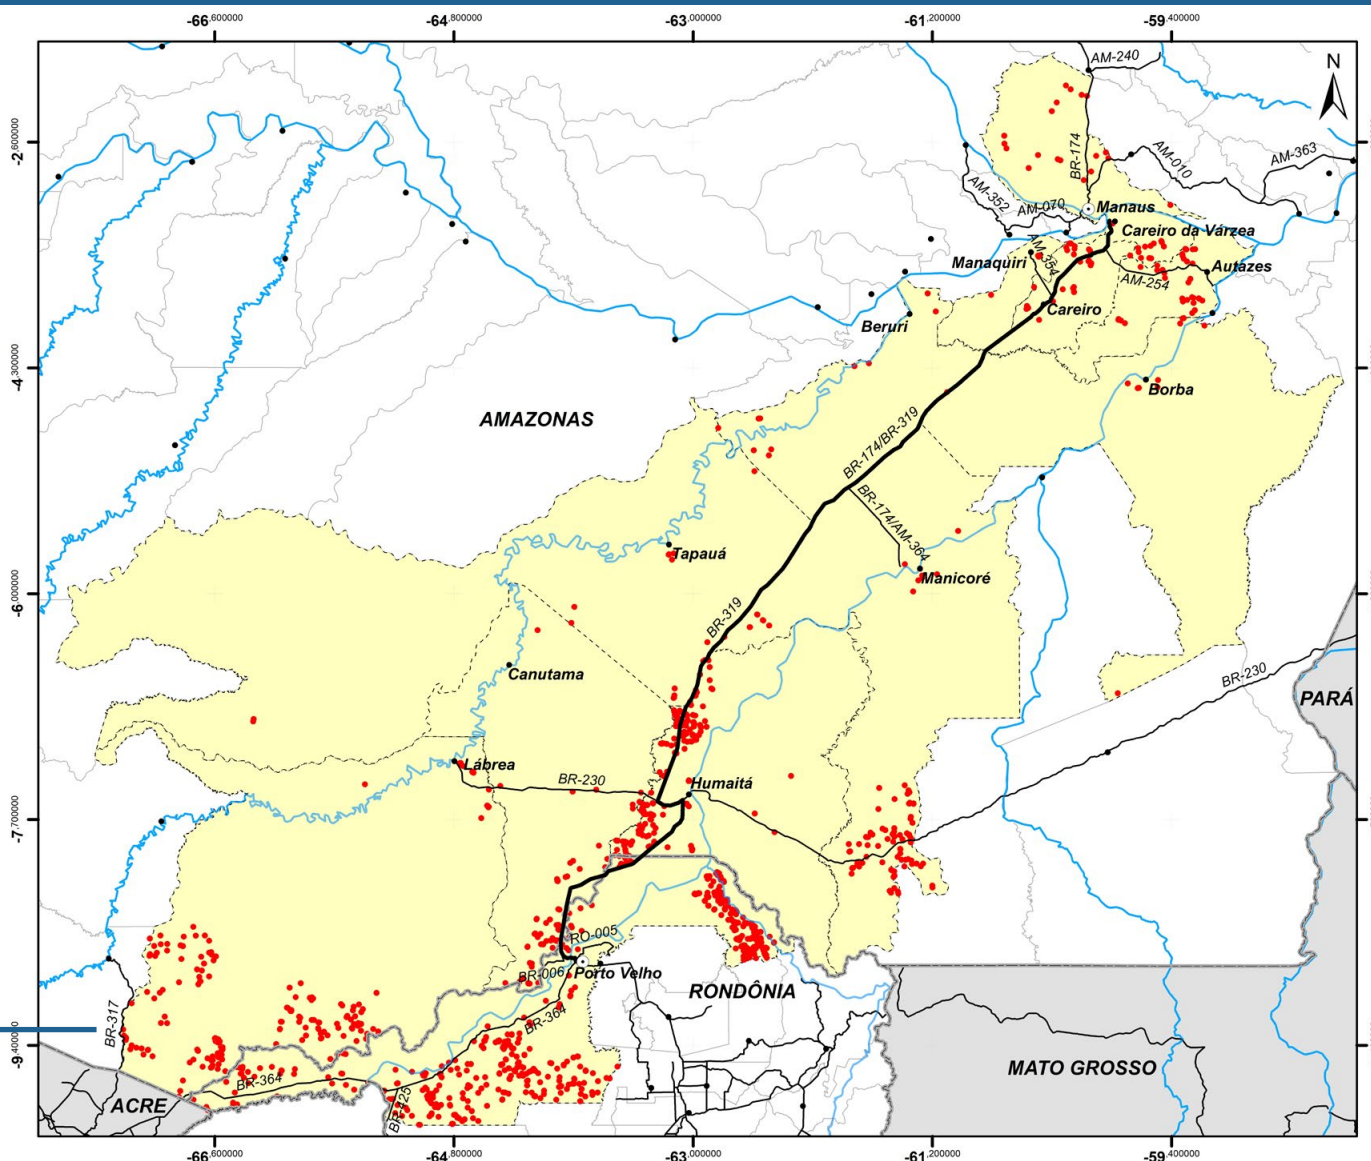 -66,600000 -64,800000 -63,000000 -61,200000 -59,400000
N
AM-240
-2,600000
BR-174
AM-010
AM-363
AM-352
AM-070
Manaus
Careiro da Várzea
Manaquiri
AM-354
Autazes
AM-254
Careiro
Beruri
-4,300000
Borba
AMAZONAS
BR-174/BR-319
BR-174/AM-364
Tapauá
Manicoré
-6,000000
BR-319
Canutama
BR-230
PARÁ
Lábrea
BR-230
Humaitá
-7,700000
RO-005
BR-006
Porto Velho
RONDÔNIA
BR-317
BR-364
-9,400000
MATO GROSSO
BR-364
ACRE
BR-425
-66,600000 -64,800000 -63,000000 -61,200000 -59,400000